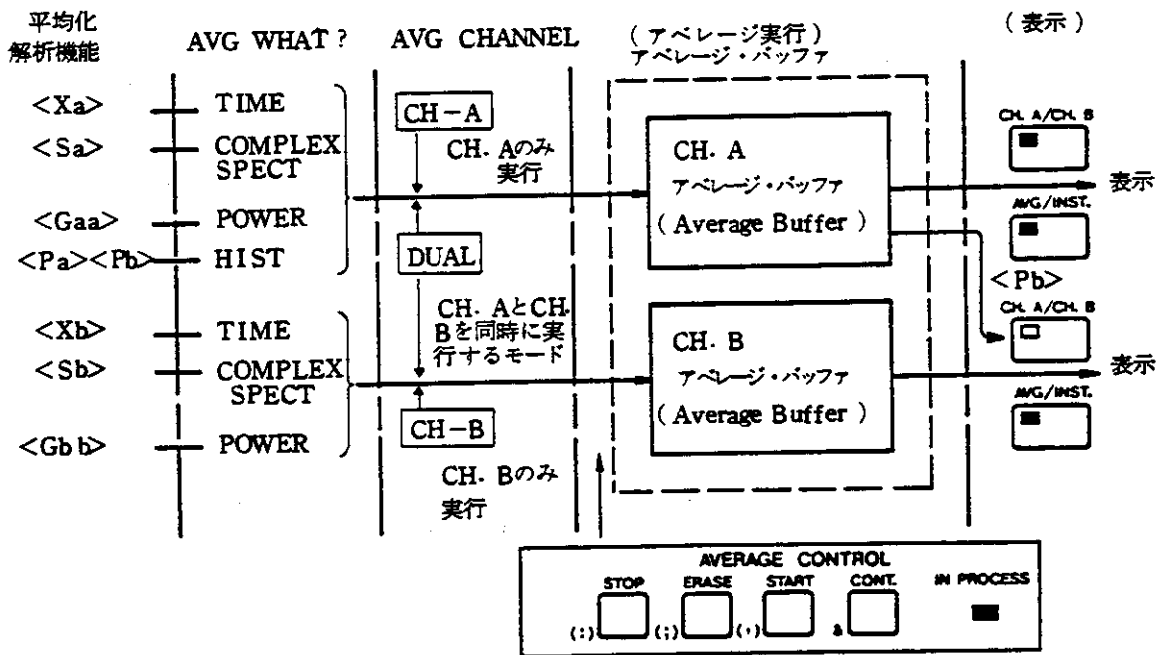 平均化
解析機能
AVG WHAT ?
AVG CHANNEL
(アベレージ実行)
アベレージ・バッファ
(表示)
<Xa>
TIME
<Sa>
COMPLEX
SPECT
<Gaa>
POWER
<Pa><Pb>
HIST
<Xb>
TIME
<Sb>
COMPLEX
SPECT
<Gbb>
POWER
CH-A
CH. Aのみ
実行
DUAL
CH. AとCH.
Bを同時に実
行するモード
CH-B
CH. Bのみ
実行
CH. A
アベレージ・バッファ
(Average Buffer)
CH. B
アベレージ・バッファ
(Average Buffer)
CH. A/CH. B
表示
AVG/INST.
<Pb>
CH. A/CH. B
表示
AVG/INST.
AVERAGE CONTROL
STOP
ERASE
START
CONT.
IN PROCESS
(:)
(;)
(,)